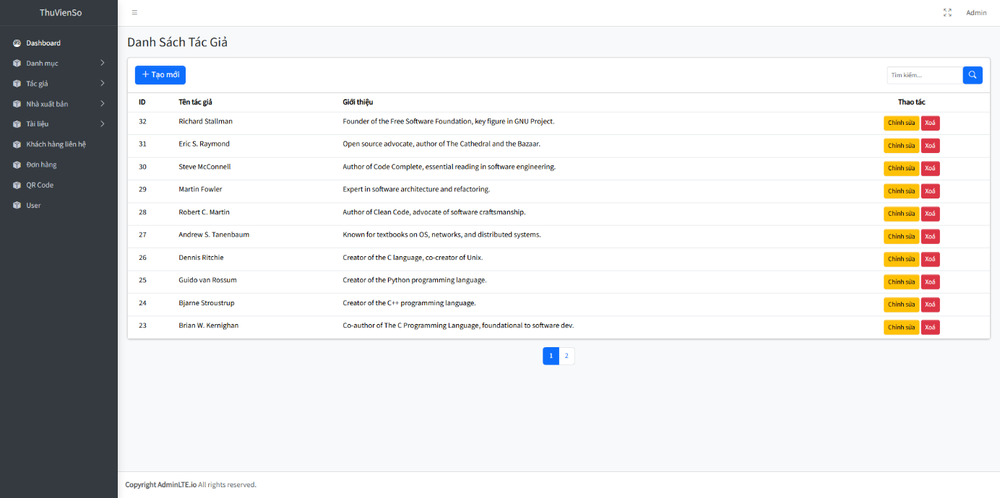 ThuVienSo
Admin
Dashboard
Danh mục
Tác giả
Nhà xuất bản
Tài liệu
Khách hàng liên hệ
Đơn hàng
QR Code
User
Danh Sách Tác Giả
+ Tạo mới
Tìm kiếm...
ID Tên tác giả Giới thiệu Thao tác
32 Richard Stallman Founder of the Free Software Foundation, key figure in GNU Project. Chỉnh sửa Xoá
31 Eric S. Raymond Open source advocate, author of The Cathedral and the Bazaar. Chỉnh sửa Xoá
30 Steve McConnell Author of Code Complete, essential reading in software engineering. Chỉnh sửa Xoá
29 Martin Fowler Expert in software architecture and refactoring. Chỉnh sửa Xoá
28 Robert C. Martin Author of Clean Code, advocate of software craftsmanship. Chỉnh sửa Xoá
27 Andrew S. Tanenbaum Known for textbooks on OS, networks, and distributed systems. Chỉnh sửa Xoá
26 Dennis Ritchie Creator of the C language, co-creator of Unix. Chỉnh sửa Xoá
25 Guido van Rossum Creator of the Python programming language. Chỉnh sửa Xoá
24 Bjarne Stroustrup Creator of the C++ programming language. Chỉnh sửa Xoá
23 Brian W. Kernighan Co-author of The C Programming Language, foundational to software dev. Chỉnh sửa Xoá
1 2
Copyright AdminLTE.io All rights reserved.